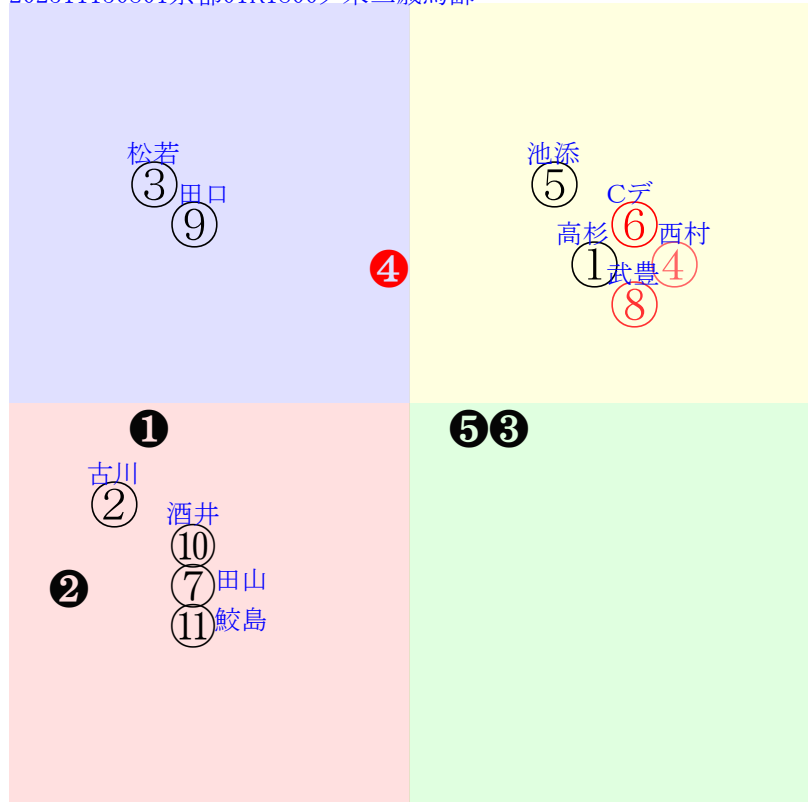 松若
③ 田口
⑨
池添
⑤ Cデ
高杉 ⑥ 西村
① 武豊 ④
⑧
❹
❶
❺❸
古川
② 酒井
⑩
❷ ⑦ 田山
⑪ 鮫島